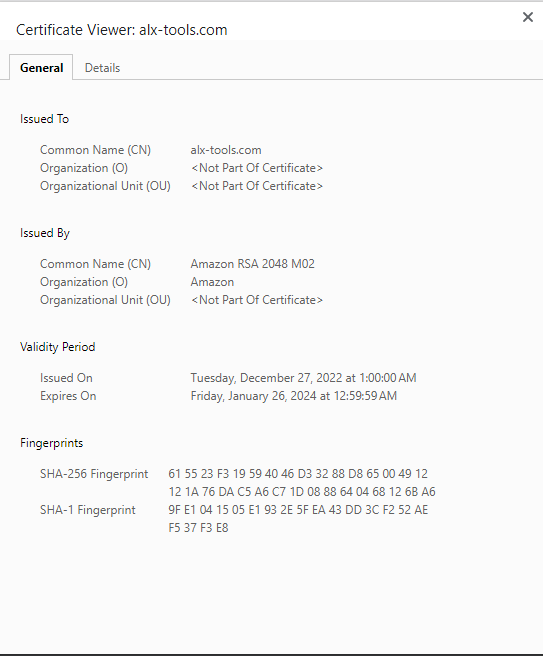 Certificate Viewer: alx-tools.com
General Details
Issued To
Common Name (CN) alx-tools.com
Organization (O) <Not Part Of Certificate>
Organizational Unit (OU) <Not Part Of Certificate>
Issued By
Common Name (CN) Amazon RSA 2048 M02
Organization (O) Amazon
Organizational Unit (OU) <Not Part Of Certificate>
Validity Period
Issued On Tuesday, December 27, 2022 at 1:00:00 AM
Expires On Friday, January 26, 2024 at 12:59:59 AM
Fingerprints
SHA-256 Fingerprint 61 55 23 F3 19 59 40 46 D3 32 88 D8 65 00 49 12
12 1A 76 DA C5 A6 C7 1D 08 88 64 04 68 12 6B A6
SHA-1 Fingerprint 9F E1 04 15 05 E1 93 2E 5F EA 43 DD 3C F2 52 AE
F5 37 F3 E8